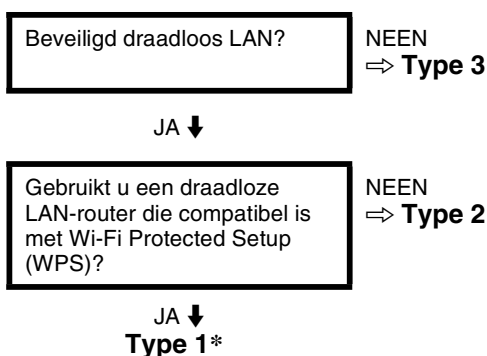 Beveiligd draadloos LAN?
NEEN
⇨ Type 3
JA ⬇
Gebruikt u een draadloze
LAN-router die compatibel is
met Wi-Fi Protected Setup
(WPS)?
NEEN
⇨ Type 2
JA ⬇
Type 1*